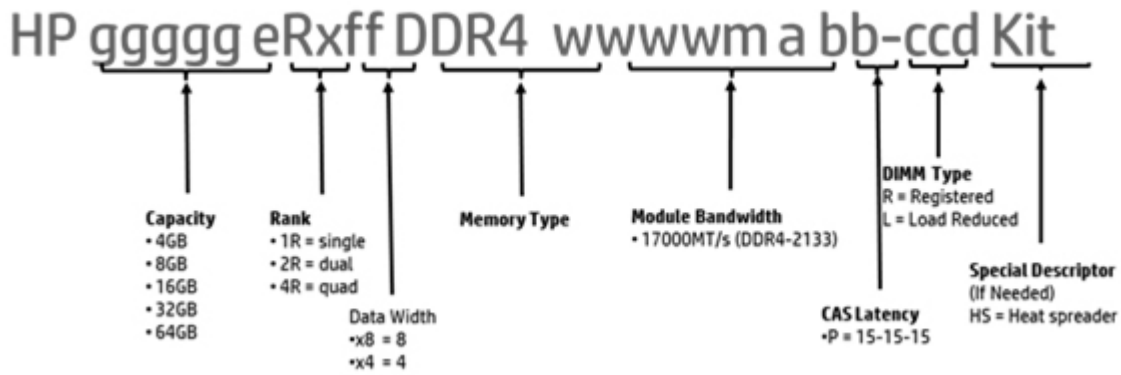 HP ggggg eRxff DDR4 wwwwm a bb-ccd Kit
Capacity
• 4GB
• 8GB
• 16GB
• 32GB
• 64GB
Rank
• 1R = single
• 2R = dual
• 4R = quad
Data Width
•x8 = 8
•x4 = 4
Memory Type
Module Bandwidth
• 17000MT/s (DDR4-2133)
CAS Latency
•P = 15-15-15
DIMM Type
R = Registered
L = Load Reduced
Special Descriptor
(If Needed)
HS = Heat spreader